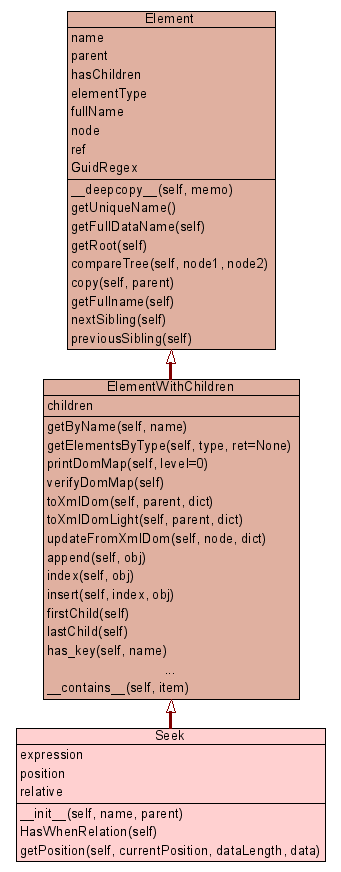 Element
name
parent
hasChildren
elementType
fullName
node
ref
GuidRegex
__deepcopy__(self, memo)
getUniqueName()
getFullDataName(self)
getRoot(self)
compareTree(self, node1, node2)
copy(self, parent)
getFullname(self)
nextSibling(self)
previousSibling(self)
ElementWithChildren
children
getByName(self, name)
getElementsByType(self, type, ret=None)
printDomMap(self, level=0)
verifyDomMap(self)
toXmlDom(self, parent, dict)
toXmlDomLight(self, parent, dict)
updateFromXmlDom(self, node, dict)
append(self, obj)
index(self, obj)
insert(self, index, obj)
firstChild(self)
lastChild(self)
has_key(self, name)
...
__contains__(self, item)
Seek
expression
position
relative
__init__(self, name, parent)
HasWhenRelation(self)
getPosition(self, currentPosition, dataLength, data)